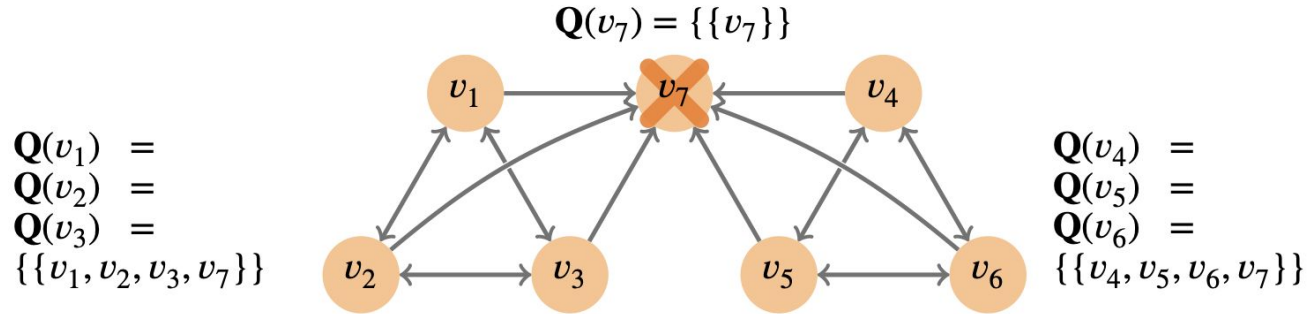 Q(v₇) = {{v₇}}
v₁
v₇
v₄
Q(v₁) =
Q(v₂) =
Q(v₃) =
{{v₁, v₂, v₃, v₇}}
Q(v₄) =
Q(v₅) =
Q(v₆) =
{{v₄, v₅, v₆, v₇}}
v₂
v₃
v₅
v₆